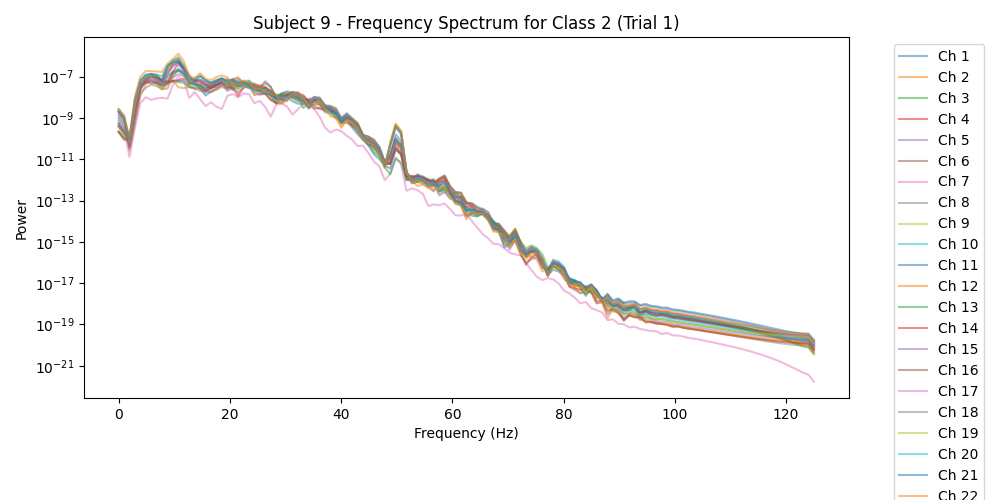 Subject 9 - Frequency Spectrum for Class 2 (Trial 1)
Power
10^-7
10^-9
10^-11
10^-13
10^-15
10^-17
10^-19
10^-21
0 20 40 60 80 100 120
Frequency (Hz)
Ch 1
Ch 2
Ch 3
Ch 4
Ch 5
Ch 6
Ch 7
Ch 8
Ch 9
Ch 10
Ch 11
Ch 12
Ch 13
Ch 14
Ch 15
Ch 16
Ch 17
Ch 18
Ch 19
Ch 20
Ch 21
Ch 22